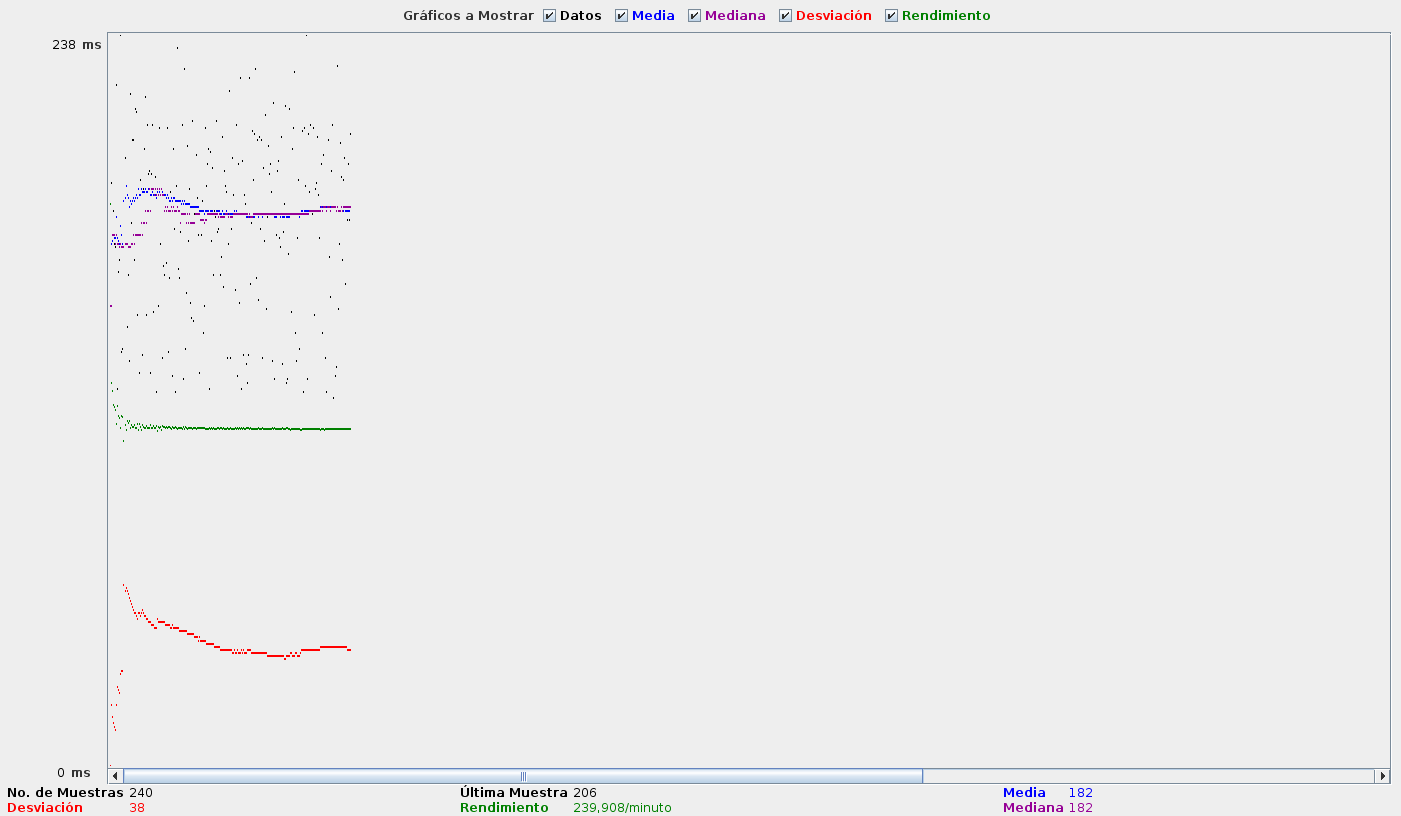 Gráficos a Mostrar Datos Media Mediana Desviación Rendimiento
238 ms
0 ms
No. de Muestras 240 Última Muestra 206 Media 182
Desviación 38 Rendimiento 239,908/minuto Mediana 182